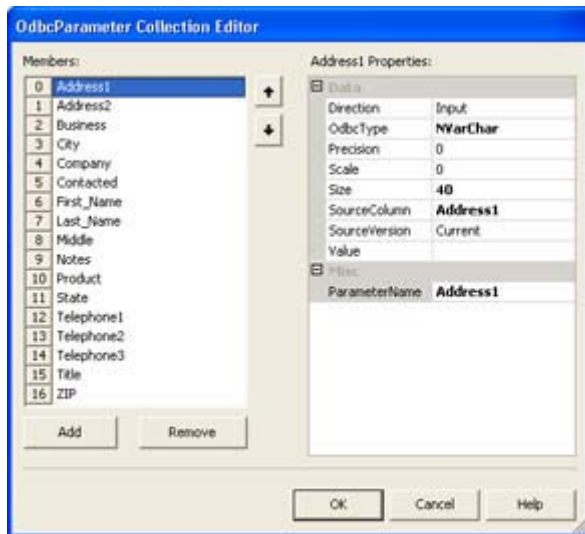 OdbcParameter Collection Editor
Members:
0 Address1
1 Address2
2 Business
3 City
4 Company
5 Contacted
6 First_Name
7 Last_Name
8 Middle
9 Notes
10 Product
11 State
12 Telephone1
13 Telephone2
14 Telephone3
15 Title
16 ZIP
Add Remove
Address1 Properties:
Data
Direction Input
OdbcType NVarChar
Precision 0
Scale 0
Size 40
SourceColumn Address1
SourceVersion Current
Value
Misc
ParameterName Address1
OK Cancel Help